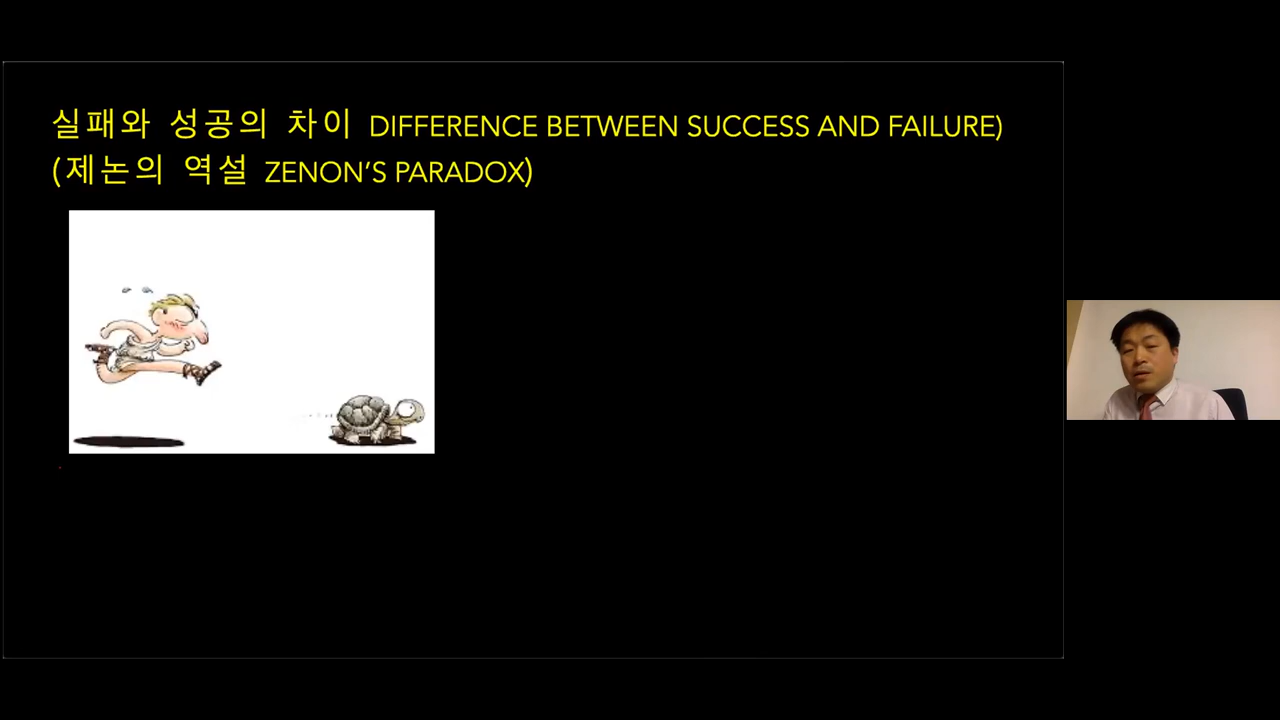 실패와 성공의 차이 DIFFERENCE BETWEEN SUCCESS AND FAILURE)
(제논의 역설 ZENON’S PARADOX)